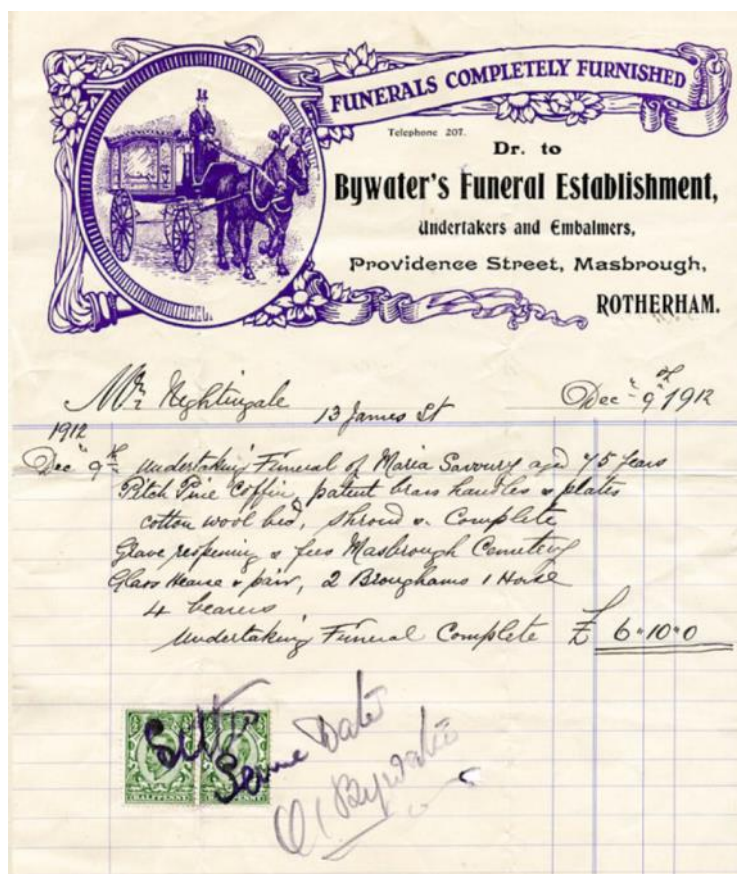 FUNERALS COMPLETELY FURNISHED
Telephone 207.
Dr. to
Bywater's Funeral Establishment,
Undertakers and Embalmers,
Providence Street, Masbrough,
ROTHERHAM.
Mr Nightingale 13 James St Dec r 9th 1912
1912
Dec r 9th Undertaking Funeral of Maria Savoury aged 75 years
Pitch Pine Coffin, patent brass handles & plates
cotton wool bed, shroud &. Complete
Grave reopening & fees Masbrough Cemetery
Glass Hearse & pair, 2 Broughams 1 Horse
4 bearers
Undertaking Funeral Complete £ 6"10"0
HALFPENNY HALFPENNY
Same Date
Bywater